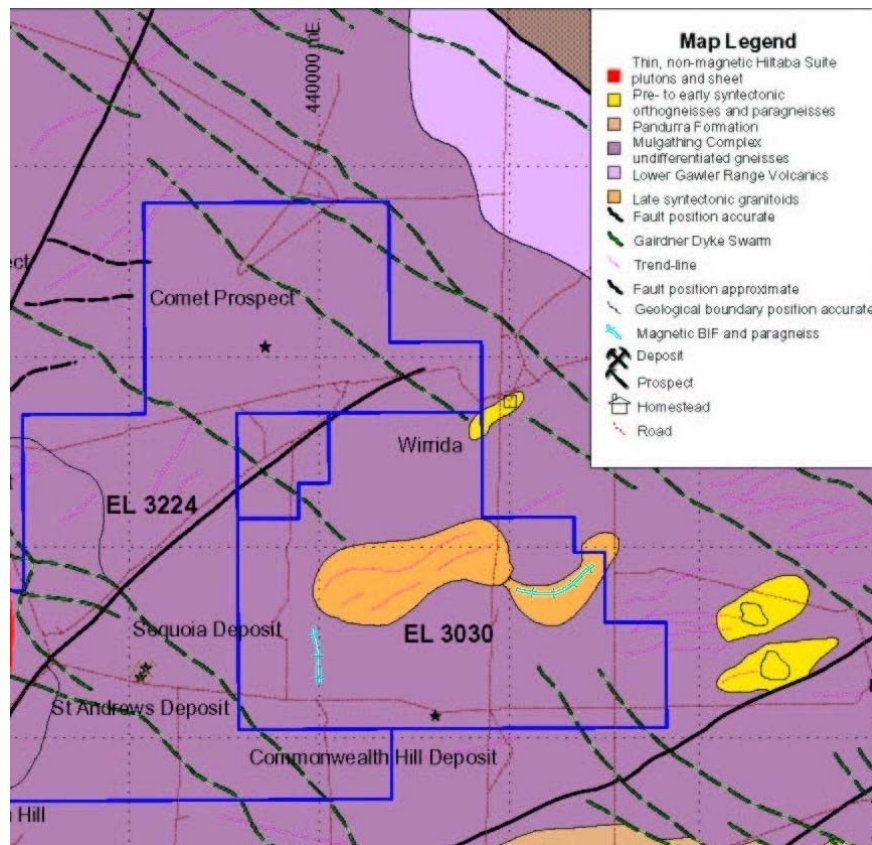 440000 mE.
Map Legend
Thin, non-magnetic Hiltaba Suite
plutons and sheet
Pre- to early syntectonic
orthogneisses and paragneisses
Pandurra Formation
Mulgathing Complex
undifferentiated gneisses
Lower Gawler Range Volcanics
Late syntectonic granitoids
Fault position accurate
Gairdner Dyke Swarm
Trend-line
Fault position approximate
Geological boundary position accurate
Magnetic BIF and paragneiss
Deposit
Prospect
Homestead
Road
ect
Comet Prospect
Wirrida
EL 3224
Sequoia Deposit
EL 3030
St Andrews Deposit
Commonwealth Hill Deposit
Hill